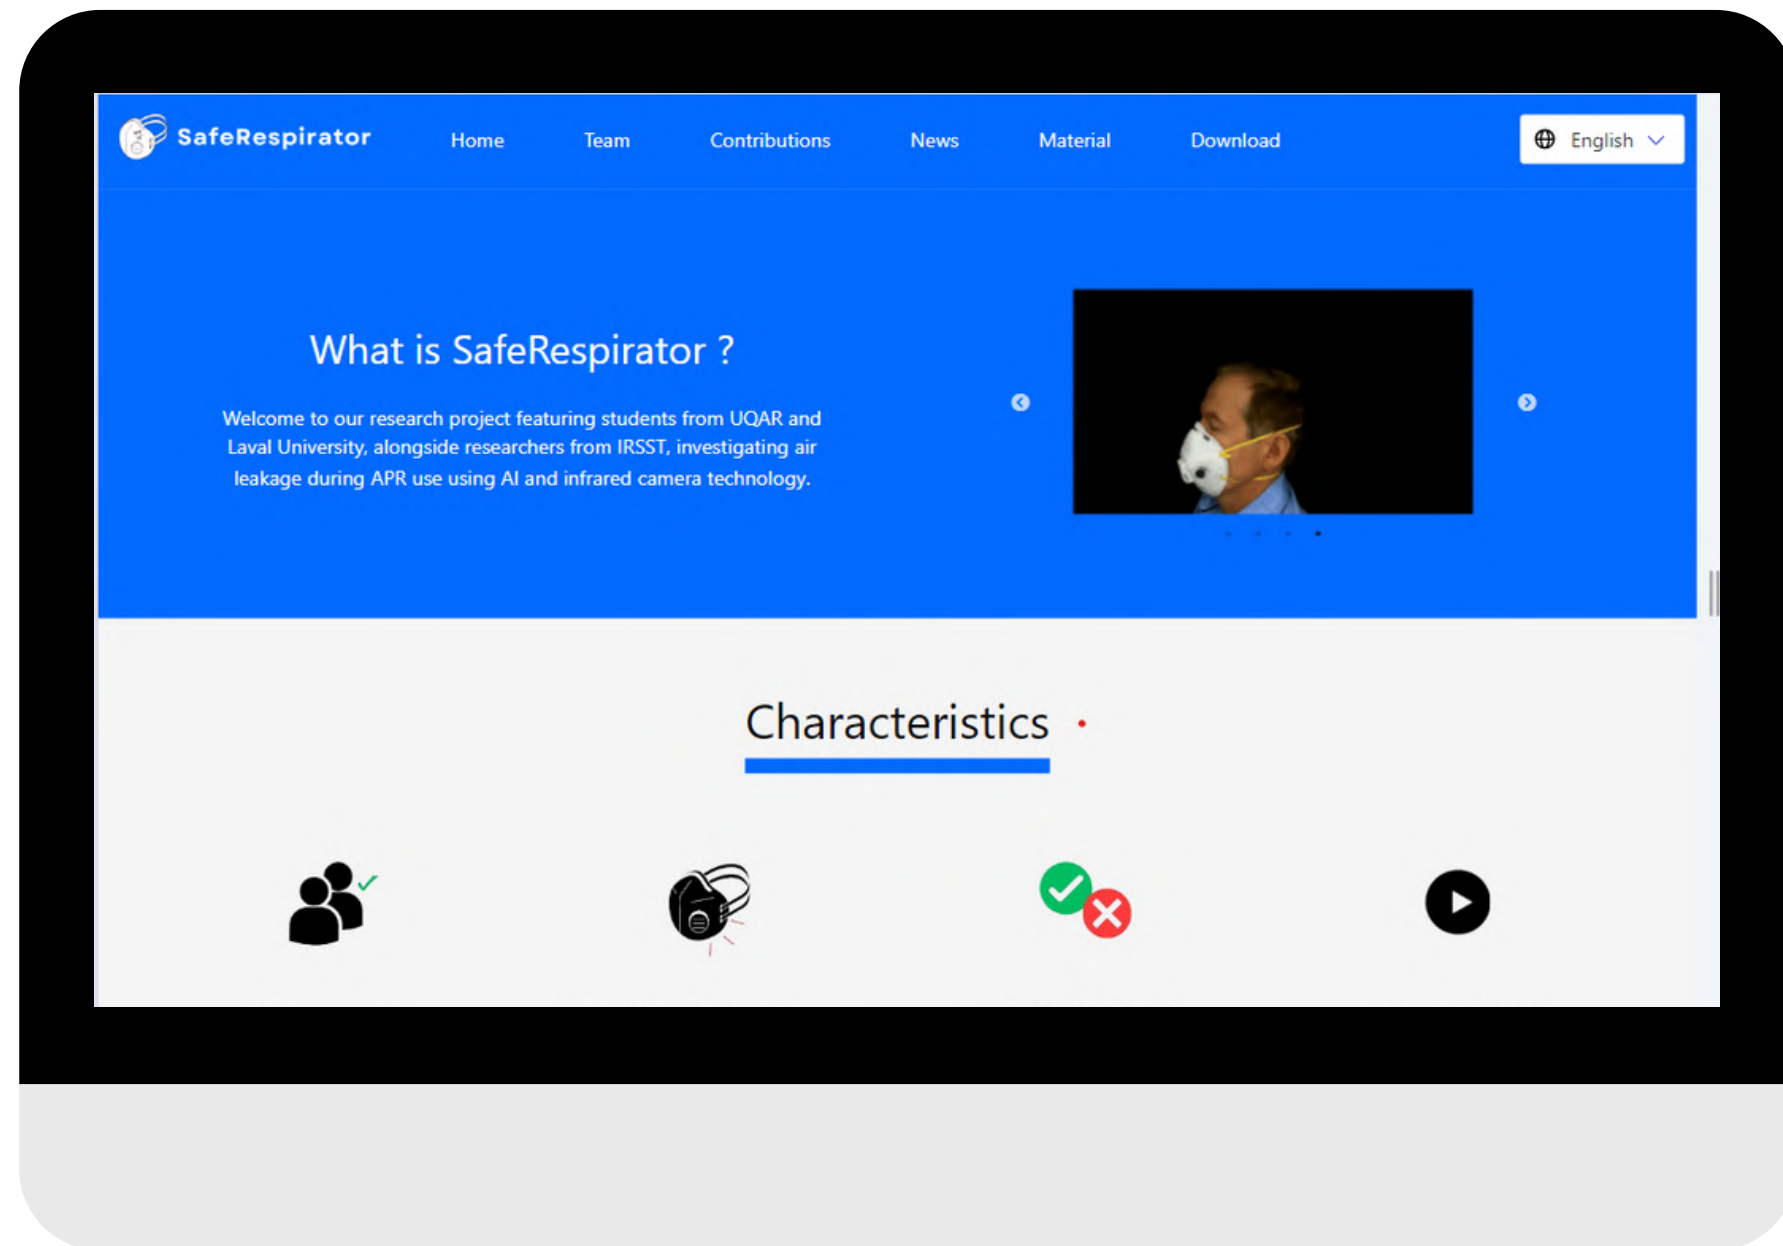 SafeRespirator
Home
Team
Contributions
News
Material
Download
English
What is SafeRespirator ?
Welcome to our research project featuring students from UQAR and
Laval University, alongside researchers from IRSST, investigating air
leakage during APR use using AI and infrared camera technology.
Characteristics